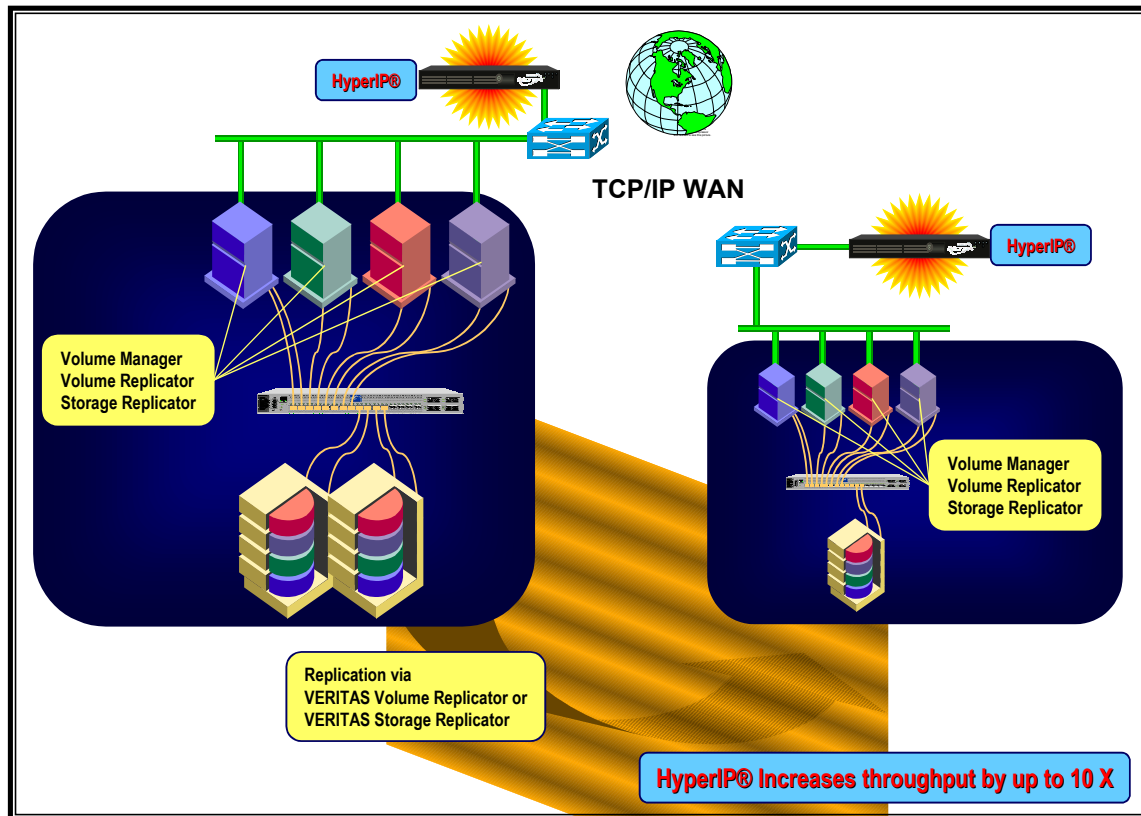 HyperIP®
TCP/IP WAN
HyperIP®
Volume Manager
Volume Replicator
Storage Replicator
Volume Manager
Volume Replicator
Storage Replicator
Replication via
VERITAS Volume Replicator or
VERITAS Storage Replicator
HyperIP® Increases throughput by up to 10 X